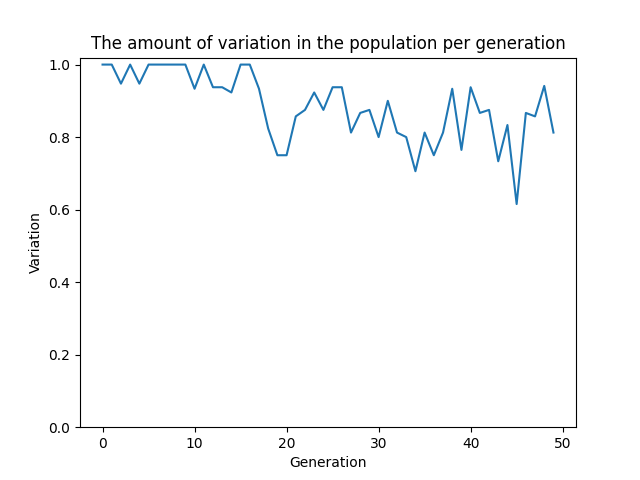 The amount of variation in the population per generation
1.0
0.8
0.6
0.4
0.2
0.0
Variation
0 10 20 30 40 50
Generation